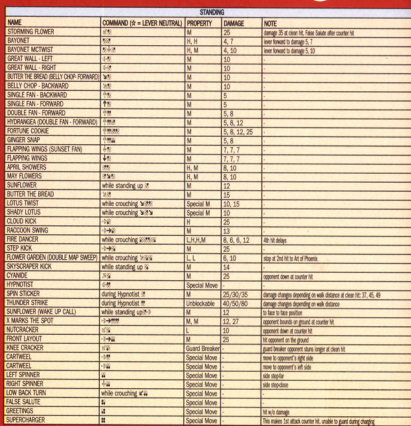 STANDING
NAME COMMAND (☆ = LEVER NEUTRAL) PROPERTY DAMAGE NOTE
STORMING FLOWER M 25 damage 35 at clean hit, False Salute after counter hit
BAYONET H, H 4, 7 lever forward to damage 5, 7
BAYONET MCTWIST H, M 4, 10 lever forward to damage 5, 10
GREAT WALL - LEFT M 10 -
GREAT WALL - RIGHT M 10 -
BUTTER THE BREAD (BELLY CHOP FORWARD) M 10 -
BELLY CHOP - BACKWARD M 10 -
SINGLE FAN - BACKWARD M 5 -
SINGLE FAN - FORWARD M 5 -
DOUBLE FAN - FORWARD M 5, 8 -
HYDRANGEA (DOUBLE FAN - FORWARD) M 5, 8, 12 -
FORTUNE COOKIE M 5, 8, 12, 25 -
GINGER SNAP M 5, 8 -
FLAPPING WINGS (SUNSET FAN) M 7, 7, 7 -
FLAPPING WINGS M 7, 7, 7 -
APRIL SHOWERS H, M 8, 10 -
MAY FLOWERS H, M 8, 10 -
SUNFLOWER while standing up M 12 -
BUTTER THE BREAD M 15 -
LOTUS TWIST while crouching Special M 10, 15 -
SHADY LOTUS while crouching Special M 10 -
CLOUD KICK H 25 -
RACCOON SWING M 13 -
FIRE DANCER while crouching L,H,H,M 8, 6, 6, 12 4th hit delays
STEP KICK M 25 -
FLOWER GARDEN (DOUBLE MAP SWEEP) while crouching L, L 6, 10 stop at 2nd hit to Art of Phoenix
SKYSCRAPER KICK while standing up M 14 -
CYANIDE M 25 opponent down at counter hit
HYPNOTIST Special Move - -
SPIN STICKER during Hypnotist M 25/30/35 damage changes depending on walk distance at clean hit: 37, 45, 49
THUNDER STRIKE during Hypnotist Unblockable 40/50/80 damage changes depending on walk distance
SUNFLOWER (WAKE UP CALL) while standing up M 12 to face to face position
X MARKS THE SPOT M, M 12, 27 opponent bounds on ground at counter hit
NUTCRACKER L 10 opponent down at counter hit
FRONT LAYOUT M 25 hit opponent on the ground
KNEE CRACKER Guard Breaker - guard breaker opponent stuns longer at clean hit
CARTWEEL Special Move - move to opponent's right side
CARTWEEL Special Move - move to opponent's left side
LEFT SPINNER Special Move - side step/far
RIGHT SPINNER Special Move - side step/close
LOW BACK TURN while crouching Special Move - -
FALSE SALUTE Special Move - -
GREETINGS Special Move - hit w/o damage
SUPERCHARGER Special Move - This makes 1st attack counter hit. unable to guard during charging